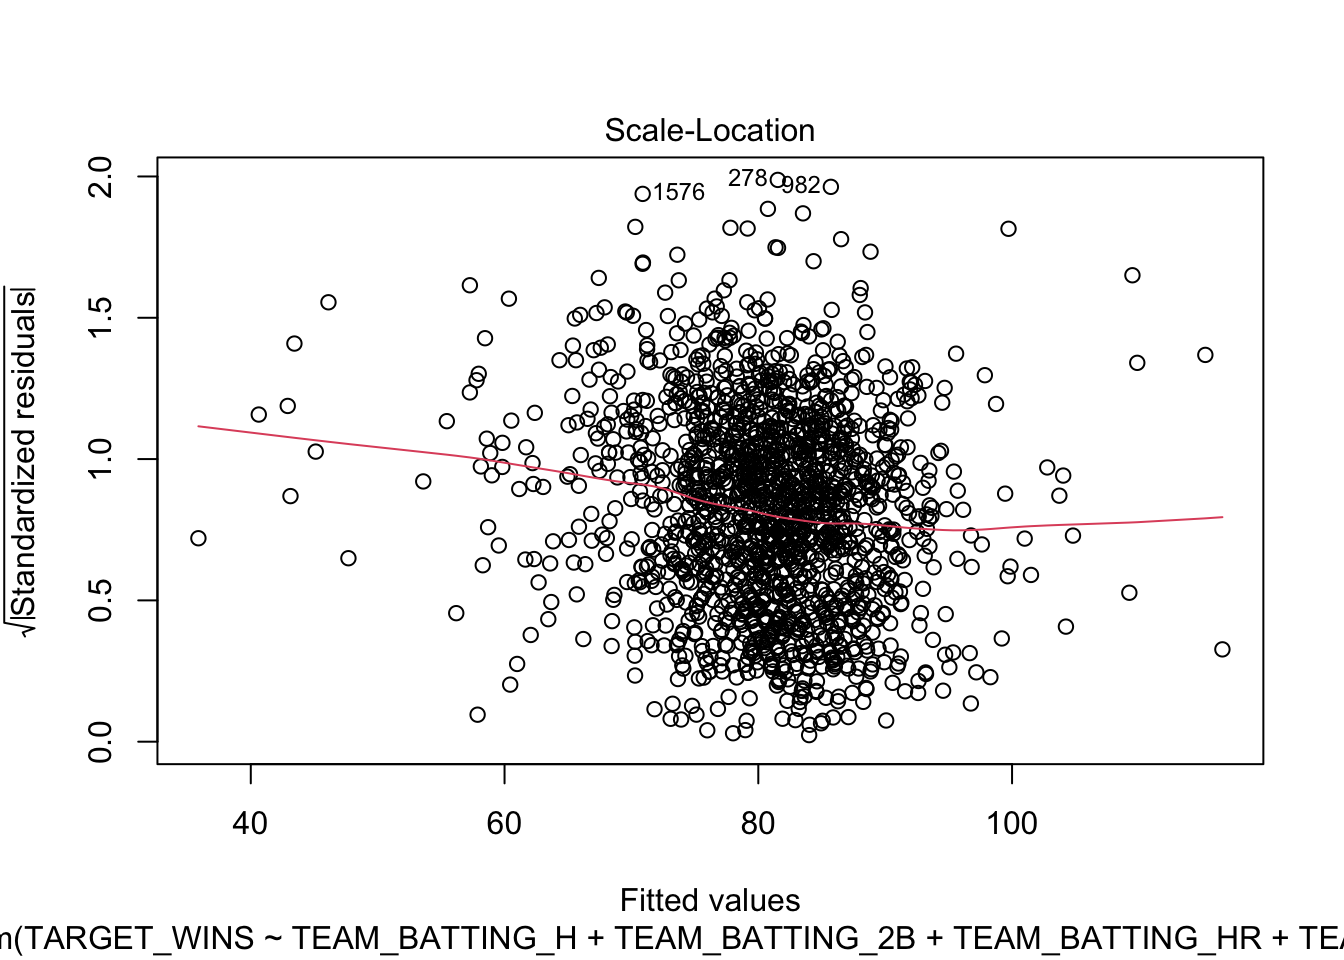 Scale-Location
1576
278
982
√|Standardized residuals|
2.0
1.5
1.0
0.5
0.0
40 60 80 100
Fitted values
m(TARGET_WINS ~ TEAM_BATTING_H + TEAM_BATTING_2B + TEAM_BATTING_HR + TEA